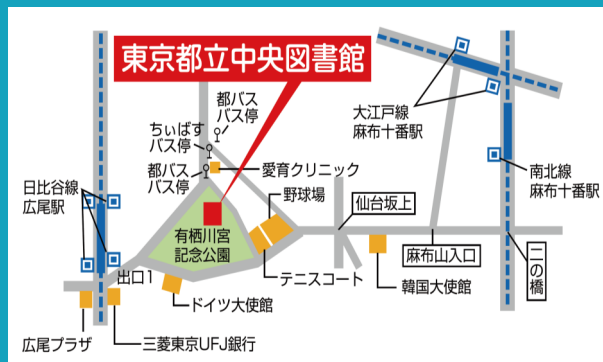 東京都立中央図書館
都バス
バス停
ちぃばす
バス停
都バス
バス停
愛育クリニック
野球場
大江戸線
麻布十番駅
南北線
麻布十番駅
日比谷線
広尾駅
有栖川宮
記念公園
仙台坂上
麻布山入口
二の橋
出口1
テニスコート
韓国大使館
ドイツ大使館
広尾プラザ
三菱東京UFJ銀行